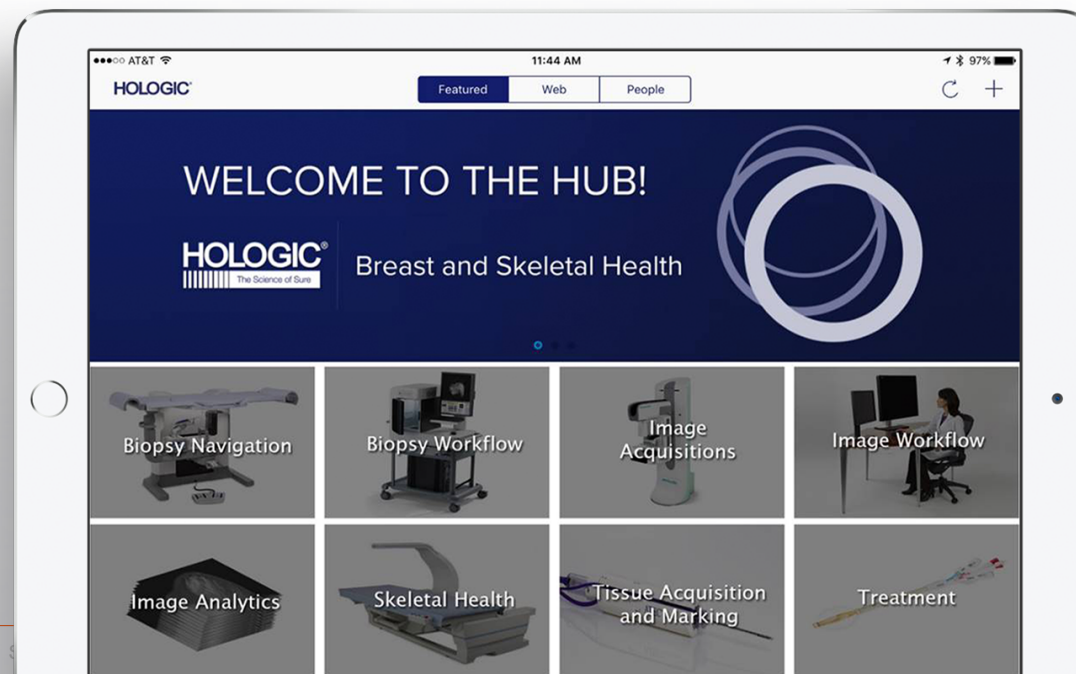 AT&T 11:44 AM 97%
HOLOGIC®
Featured Web People
WELCOME TO THE HUB!
HOLOGIC®
The Science of Sure
Breast and Skeletal Health
Biopsy Navigation
Biopsy Workflow
Image
Acquisitions
Image Workflow
Image Analytics
Skeletal Health
Tissue Acquisition
and Marking
Treatment